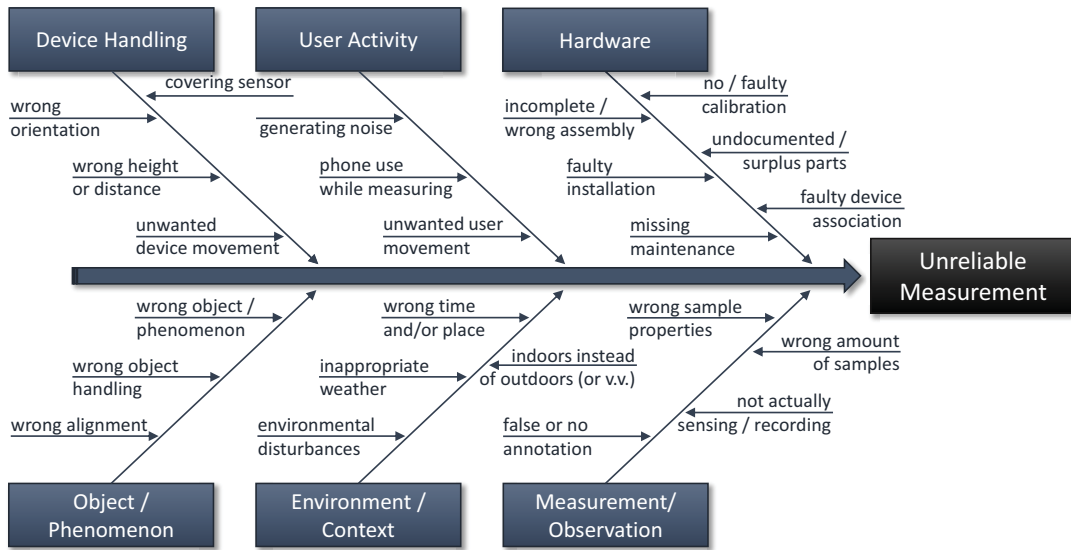 Device Handling
User Activity
Hardware
covering sensor
wrong
orientation
wrong height
or distance
unwanted
device movement
generating noise
phone use
while measuring
unwanted user
movement
no / faulty
calibration
incomplete /
wrong assembly
undocumented /
surplus parts
faulty
installation
faulty device
association
missing
maintenance
Unreliable
Measurement
wrong object /
phenomenon
wrong object
handling
wrong alignment
wrong time
and/or place
indoors instead
of outdoors (or v.v.)
inappropriate
weather
environmental
disturbances
wrong sample
properties
wrong amount
of samples
not actually
sensing / recording
false or no
annotation
Object /
Phenomenon
Environment /
Context
Measurement/
Observation